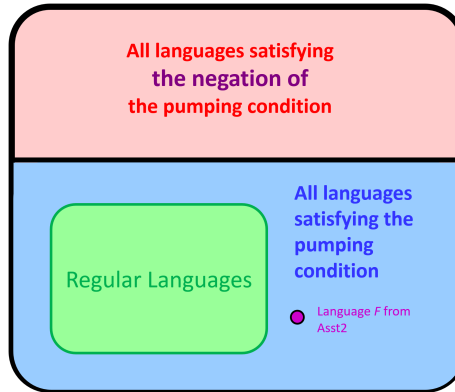 All languages satisfying
the negation of
the pumping condition
All languages
satisfying the
pumping
condition
Regular Languages
Language F from
Asst2